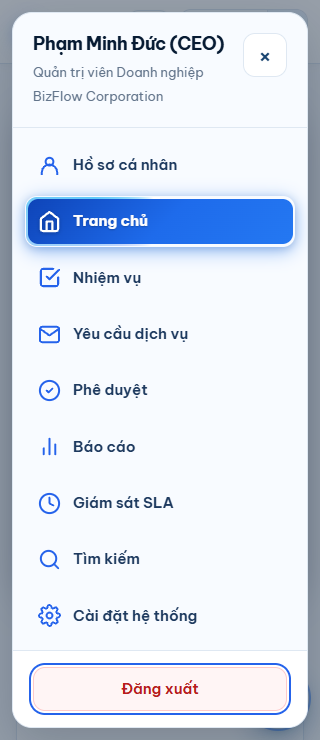 Phạm Minh Đức (CEO)
Quản trị viên Doanh nghiệp
BizFlow Corporation
×
Hồ sơ cá nhân
Trang chủ
Nhiệm vụ
Yêu cầu dịch vụ
Phê duyệt
Báo cáo
Giám sát SLA
Tìm kiếm
Cài đặt hệ thống
Đăng xuất